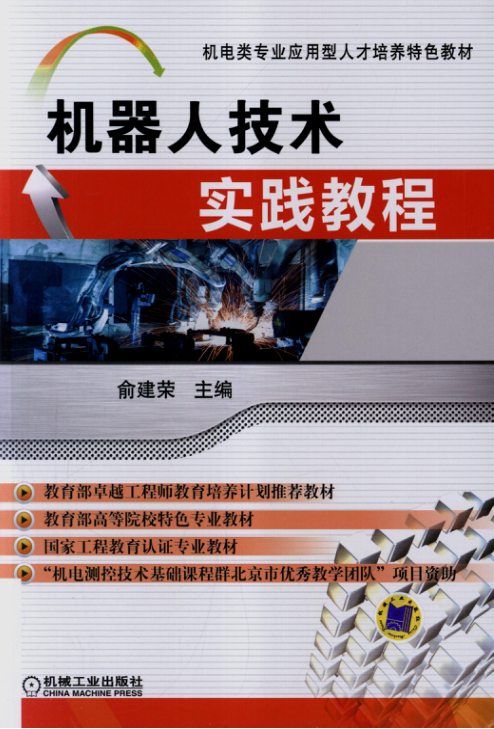 机电类专业应用型人才培养特色教材
机器人技术
实践教程
俞建荣 主编
教育部卓越工程师教育培养计划推荐教材
教育部高等院校特色专业教材
国家工程教育认证专业教材
“机电测控技术基础课程群北京市优秀教学团队”项目资助
机械工业出版社
CHINA MACHINE PRESS